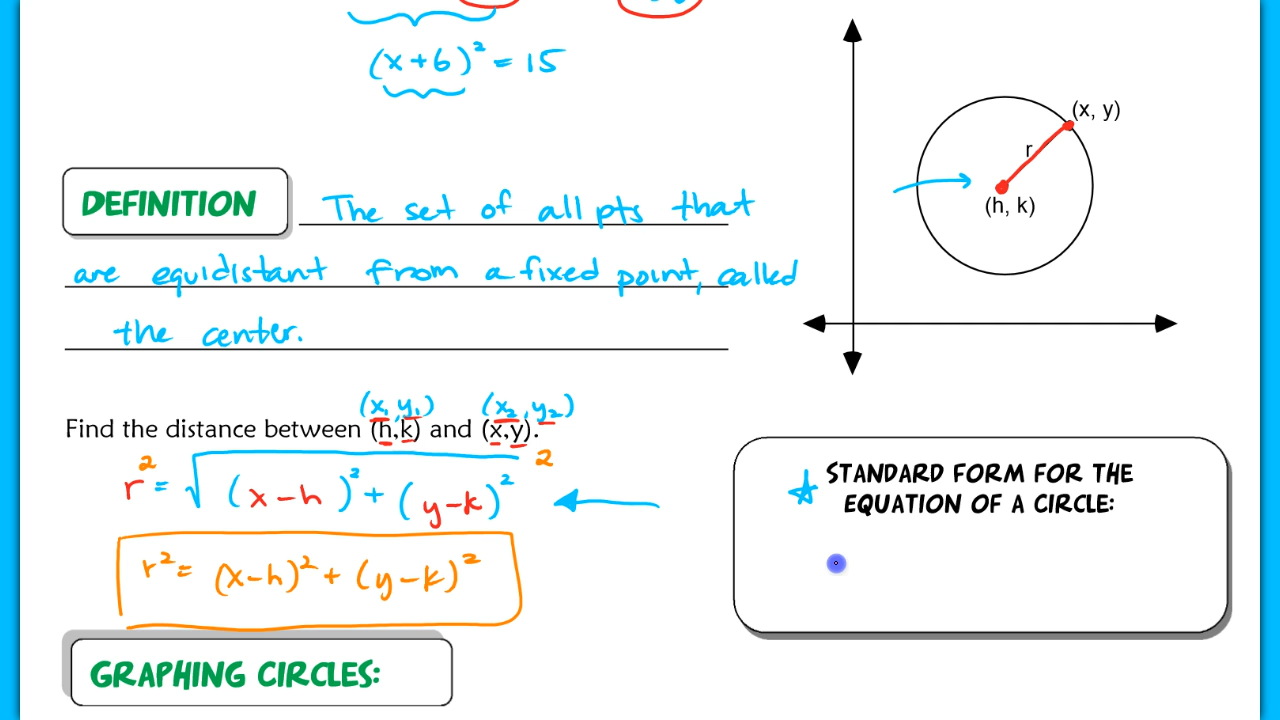 (x+6)² = 15
(x, y)
r
(h, k)
DEFINITION
The set of all pts that
are equidistant from a fixed point, called
the center.
(x₁, y₁) (x₂, y₂)
Find the distance between (h,k) and (x,y).
r² = √(x-h)² + (y-k)² ²
r² = (x-h)² + (y-k)²
STANDARD FORM FOR THE
EQUATION OF A CIRCLE:
GRAPHING CIRCLES: